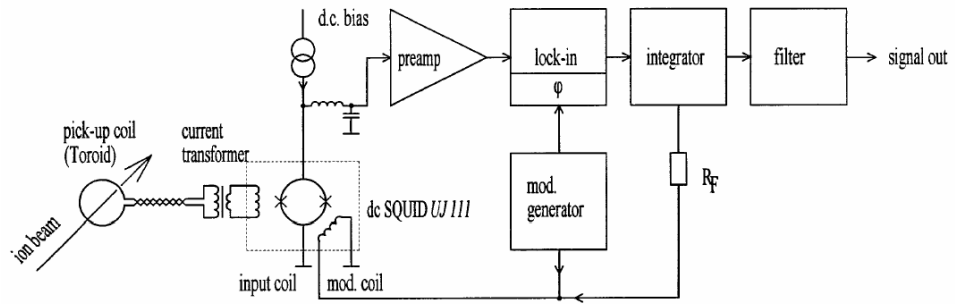 d.c. bias
preamp
lock-in
φ
integrator
filter
signal out
pick-up coil
(Toroid)
current
transformer
mod.
generator
R_F
dc SQUID UJ 111
ion beam
input coil
mod. coil